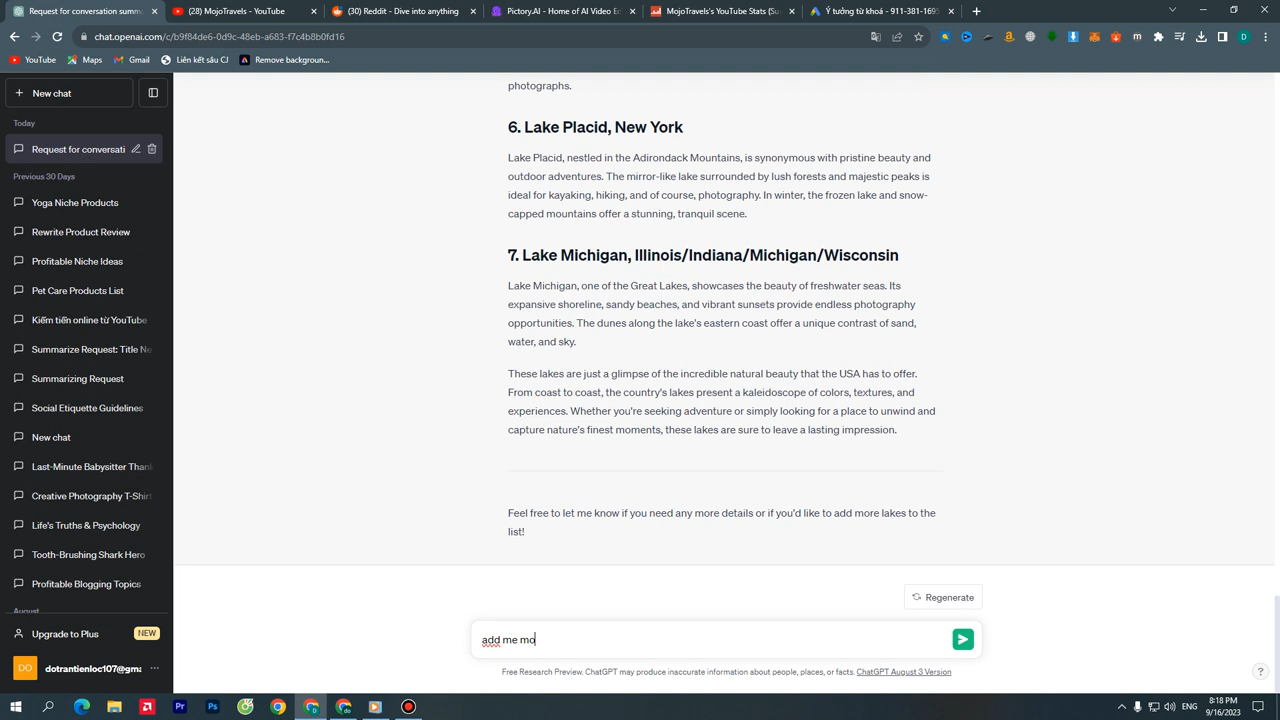 Request for conversation summ
(28) MojoTravels - YouTube
(30) Reddit - Dive into anything
Pictory.AI - Home of AI Video Ed
MojoTravels's YouTube Stats (Su
Ý tưởng từ khóa - 911-381-1695
chat.openai.com/c/b9f84de6-0d9c-48eb-a683-f7c4b8b0fd16
YouTube
Maps
Gmail
Liên kết sâu CJ
Remove backgroun...
New chat
Today
Request for conversati
Previous 30 Days
Yoga Niche Products
Rewrite Product Review
Profitable Niche Ideas
Pet Care Products List
Kiếm tiền online từ YouTube
Summarize Request: Title Ne
Summarizing Request
Social Etiquette Guidelines
New chat
Last-Minute Babysitter Thank
Creative Photography T-Shirt
Life's Truths & Psychology
Tooth-Brushing Shark Hero
Profitable Blogging Topics
August
Upgrade to Plus
NEW
DO
dotrantienloc107@gma
photographs.
6. Lake Placid, New York
Lake Placid, nestled in the Adirondack Mountains, is synonymous with pristine beauty and
outdoor adventures. The mirror-like lake surrounded by lush forests and majestic peaks is
ideal for kayaking, hiking, and of course, photography. In winter, the frozen lake and snow-
capped mountains offer a stunning, tranquil scene.
7. Lake Michigan, Illinois/Indiana/Michigan/Wisconsin
Lake Michigan, one of the Great Lakes, showcases the beauty of freshwater seas. Its
expansive shoreline, sandy beaches, and vibrant sunsets provide endless photography
opportunities. The dunes along the lake's eastern coast offer a unique contrast of sand,
water, and sky.
These lakes are just a glimpse of the incredible natural beauty that the USA has to offer.
From coast to coast, the country's lakes present a kaleidoscope of colors, textures, and
experiences. Whether you're seeking adventure or simply looking for a place to unwind and
capture nature's finest moments, these lakes are sure to leave a lasting impression.
Feel free to let me know if you need any more details or if you'd like to add more lakes to the
list!
Regenerate
add me mo
Free Research Preview. ChatGPT may produce inaccurate information about people, places, or facts. ChatGPT August 3 Version
?
ENG
8:18 PM
9/16/2023